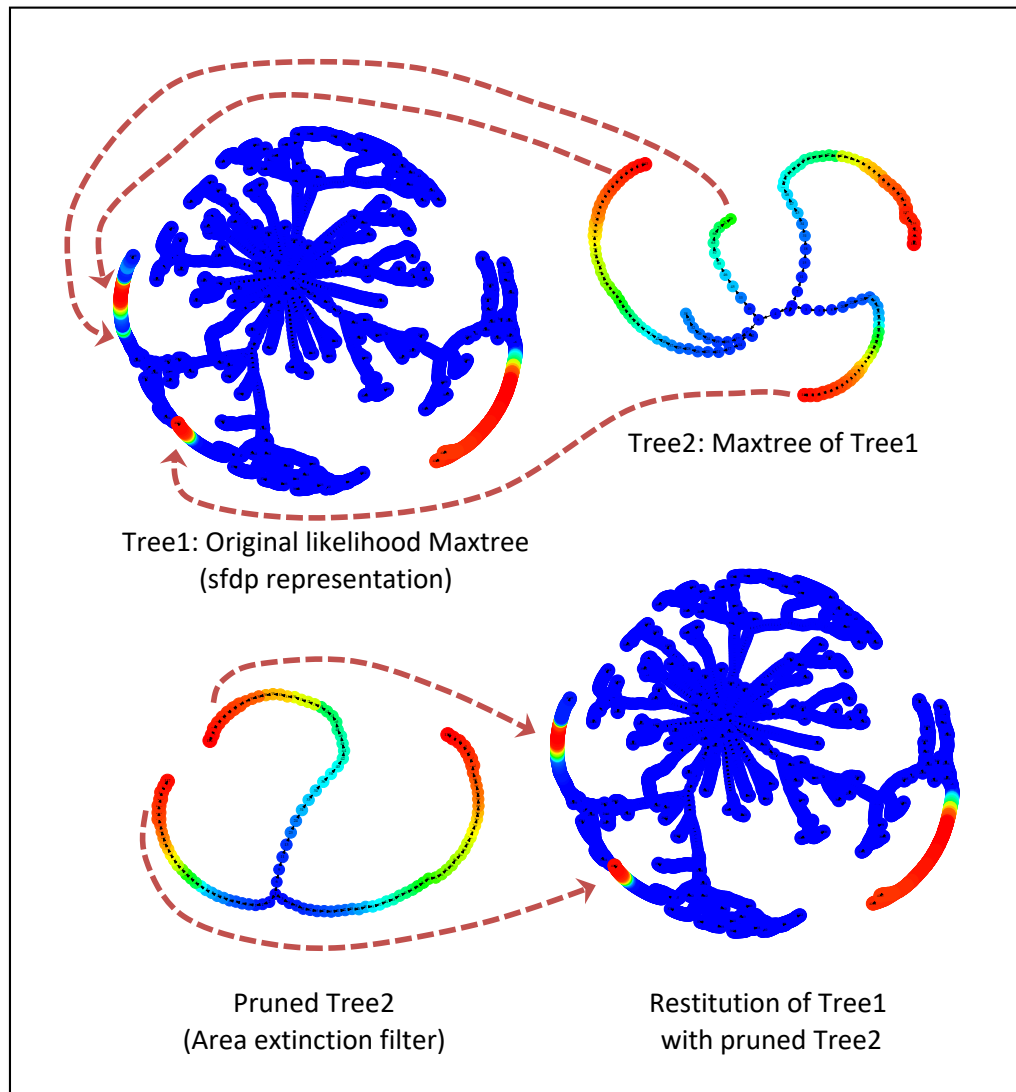 Tree2: Maxtree of Tree1
Tree1: Original likelihood Maxtree
(sfdp representation)
Pruned Tree2
(Area extinction filter)
Restitution of Tree1
with pruned Tree2